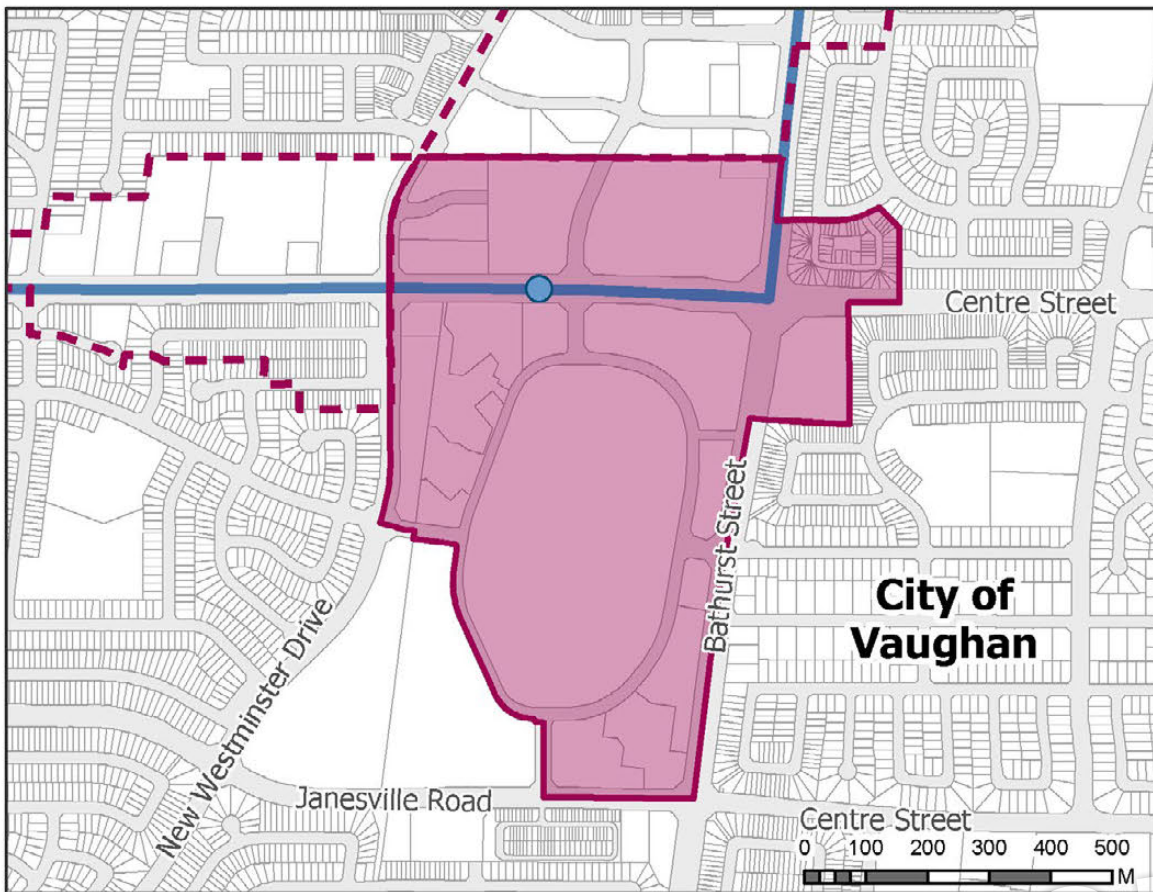 Centre Street
Bathurst Street
City of
Vaughan
New Westminster Drive
Janesville Road
Centre Street
0 100 200 300 400 500
M